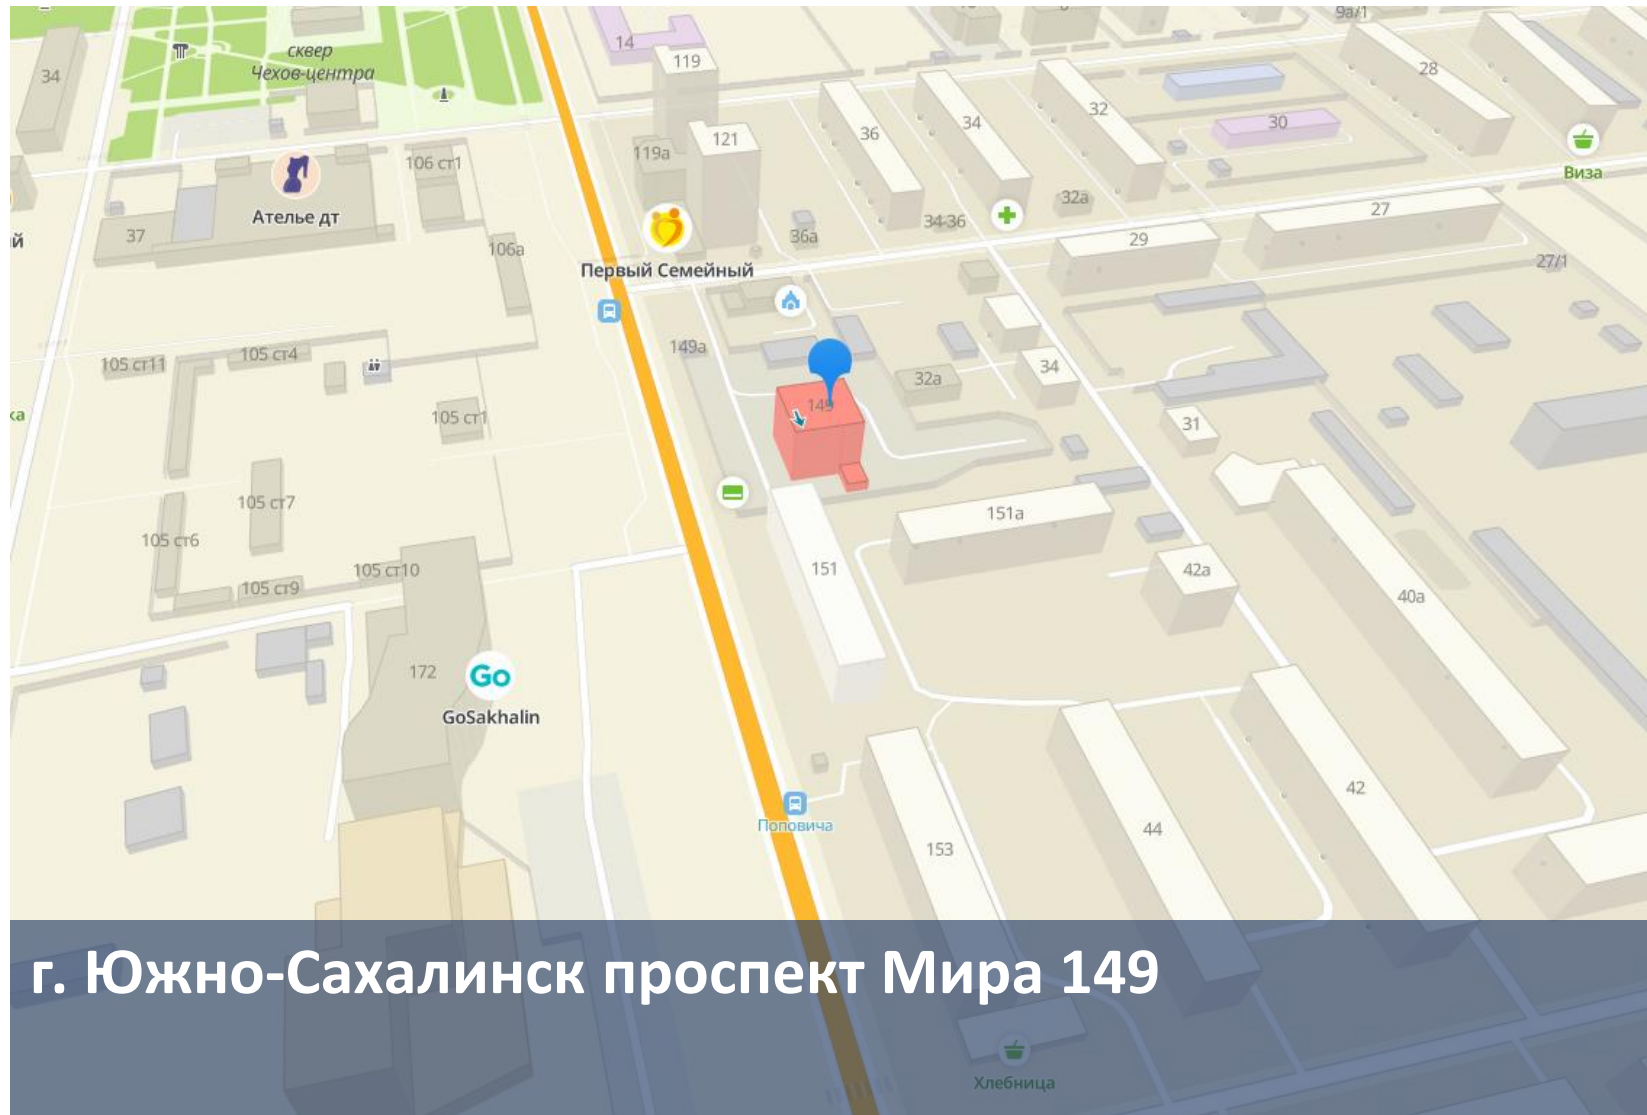 9а/1
34
сквер
Чехов-центра
14
119
28
32
30
36
34
121
119а
106 ст1
Виза
Ателье дт
37
32а
34-36
36а
27
29
106а
27/1
Первый Семейный
149а
105 ст11
105 ст4
34
32а
149
ка
105 ст1
31
105 ст7
151а
105 ст6
151
105 ст10
42а
105 ст9
40а
172
Go
GoSakhalin
42
Поповича
44
153
г. Южно-Сахалинск проспект Мира 149
Хлебница